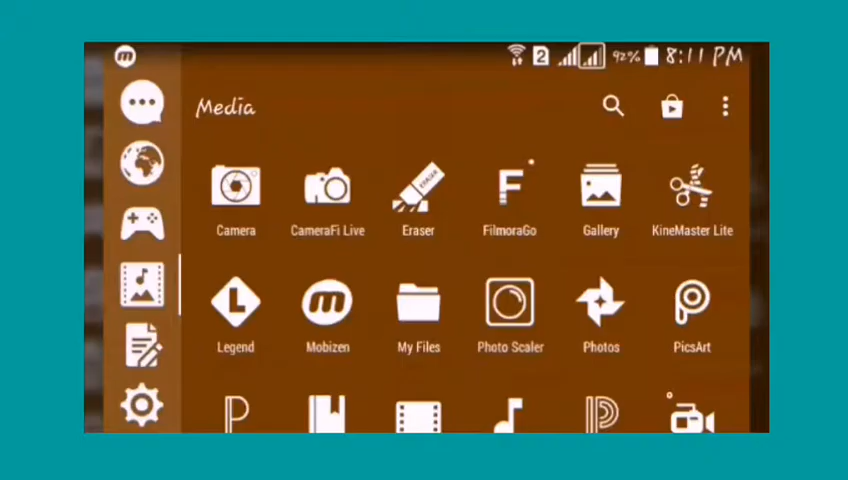 2 92% 8:11 PM
Media
Camera CameraFi Live Eraser FilmoraGo Gallery KineMaster Lite
Legend Mobizen My Files Photo Scaler Photos PicsArt